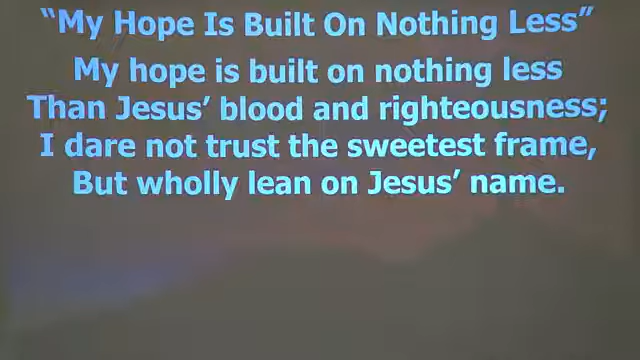 “My Hope Is Built On Nothing Less”
My hope is built on nothing less
Than Jesus’ blood and righteousness;
I dare not trust the sweetest frame,
But wholly lean on Jesus’ name.